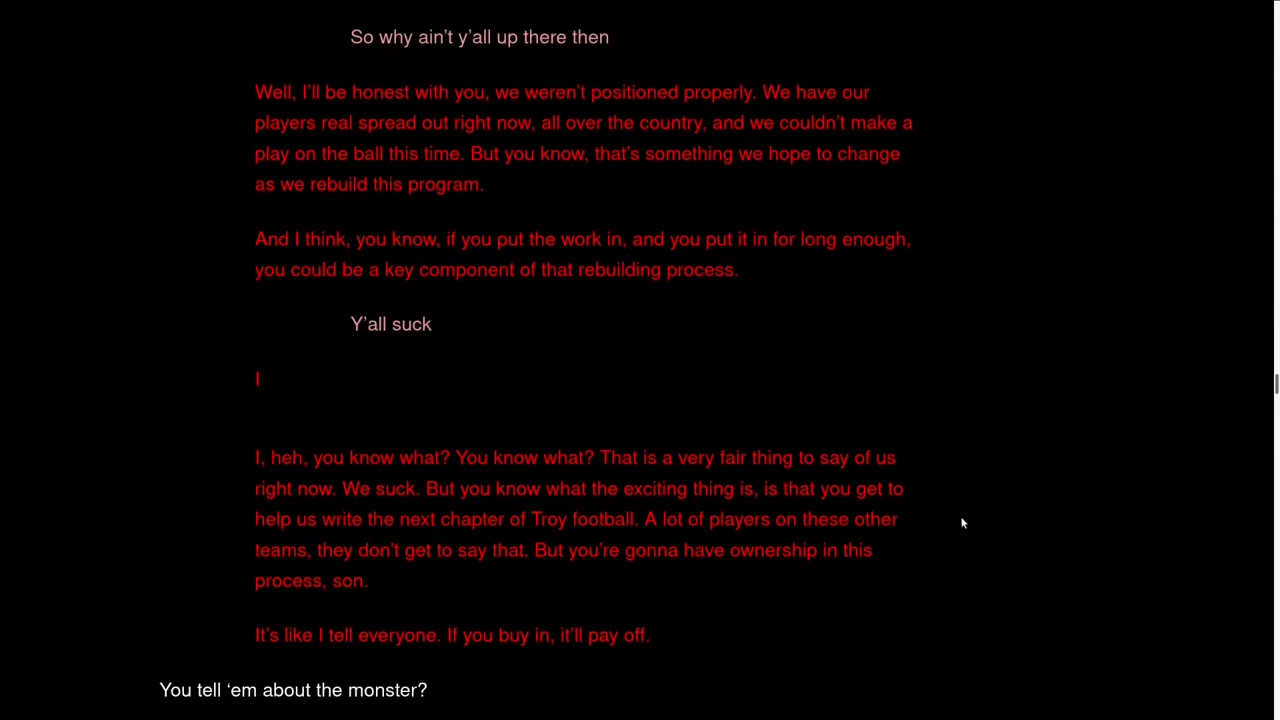 So why ain’t y’all up there then
Well, I’ll be honest with you, we weren’t positioned properly. We have our
players real spread out right now, all over the country, and we couldn’t make a
play on the ball this time. But you know, that’s something we hope to change
as we rebuild this program.
And I think, you know, if you put the work in, and you put it in for long enough,
you could be a key component of that rebuilding process.
Y’all suck
I
I, heh, you know what? You know what? That is a very fair thing to say of us
right now. We suck. But you know what the exciting thing is, is that you get to
help us write the next chapter of Troy football. A lot of players on these other
teams, they don’t get to say that. But you’re gonna have ownership in this
process, son.
It’s like I tell everyone. If you buy in, it’ll pay off.
You tell ‘em about the monster?